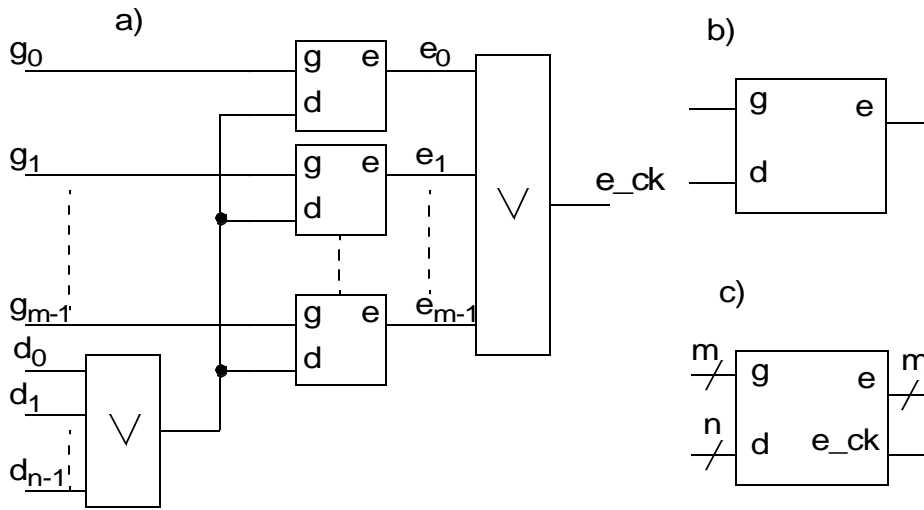 a)
g0
g e e0
d
g1
g e e1
d
e_ck
gm-1
g e em-1
d
d0
d1
dn-1
V
V
b)
g e
d
c)
m g e m
n d e_ck